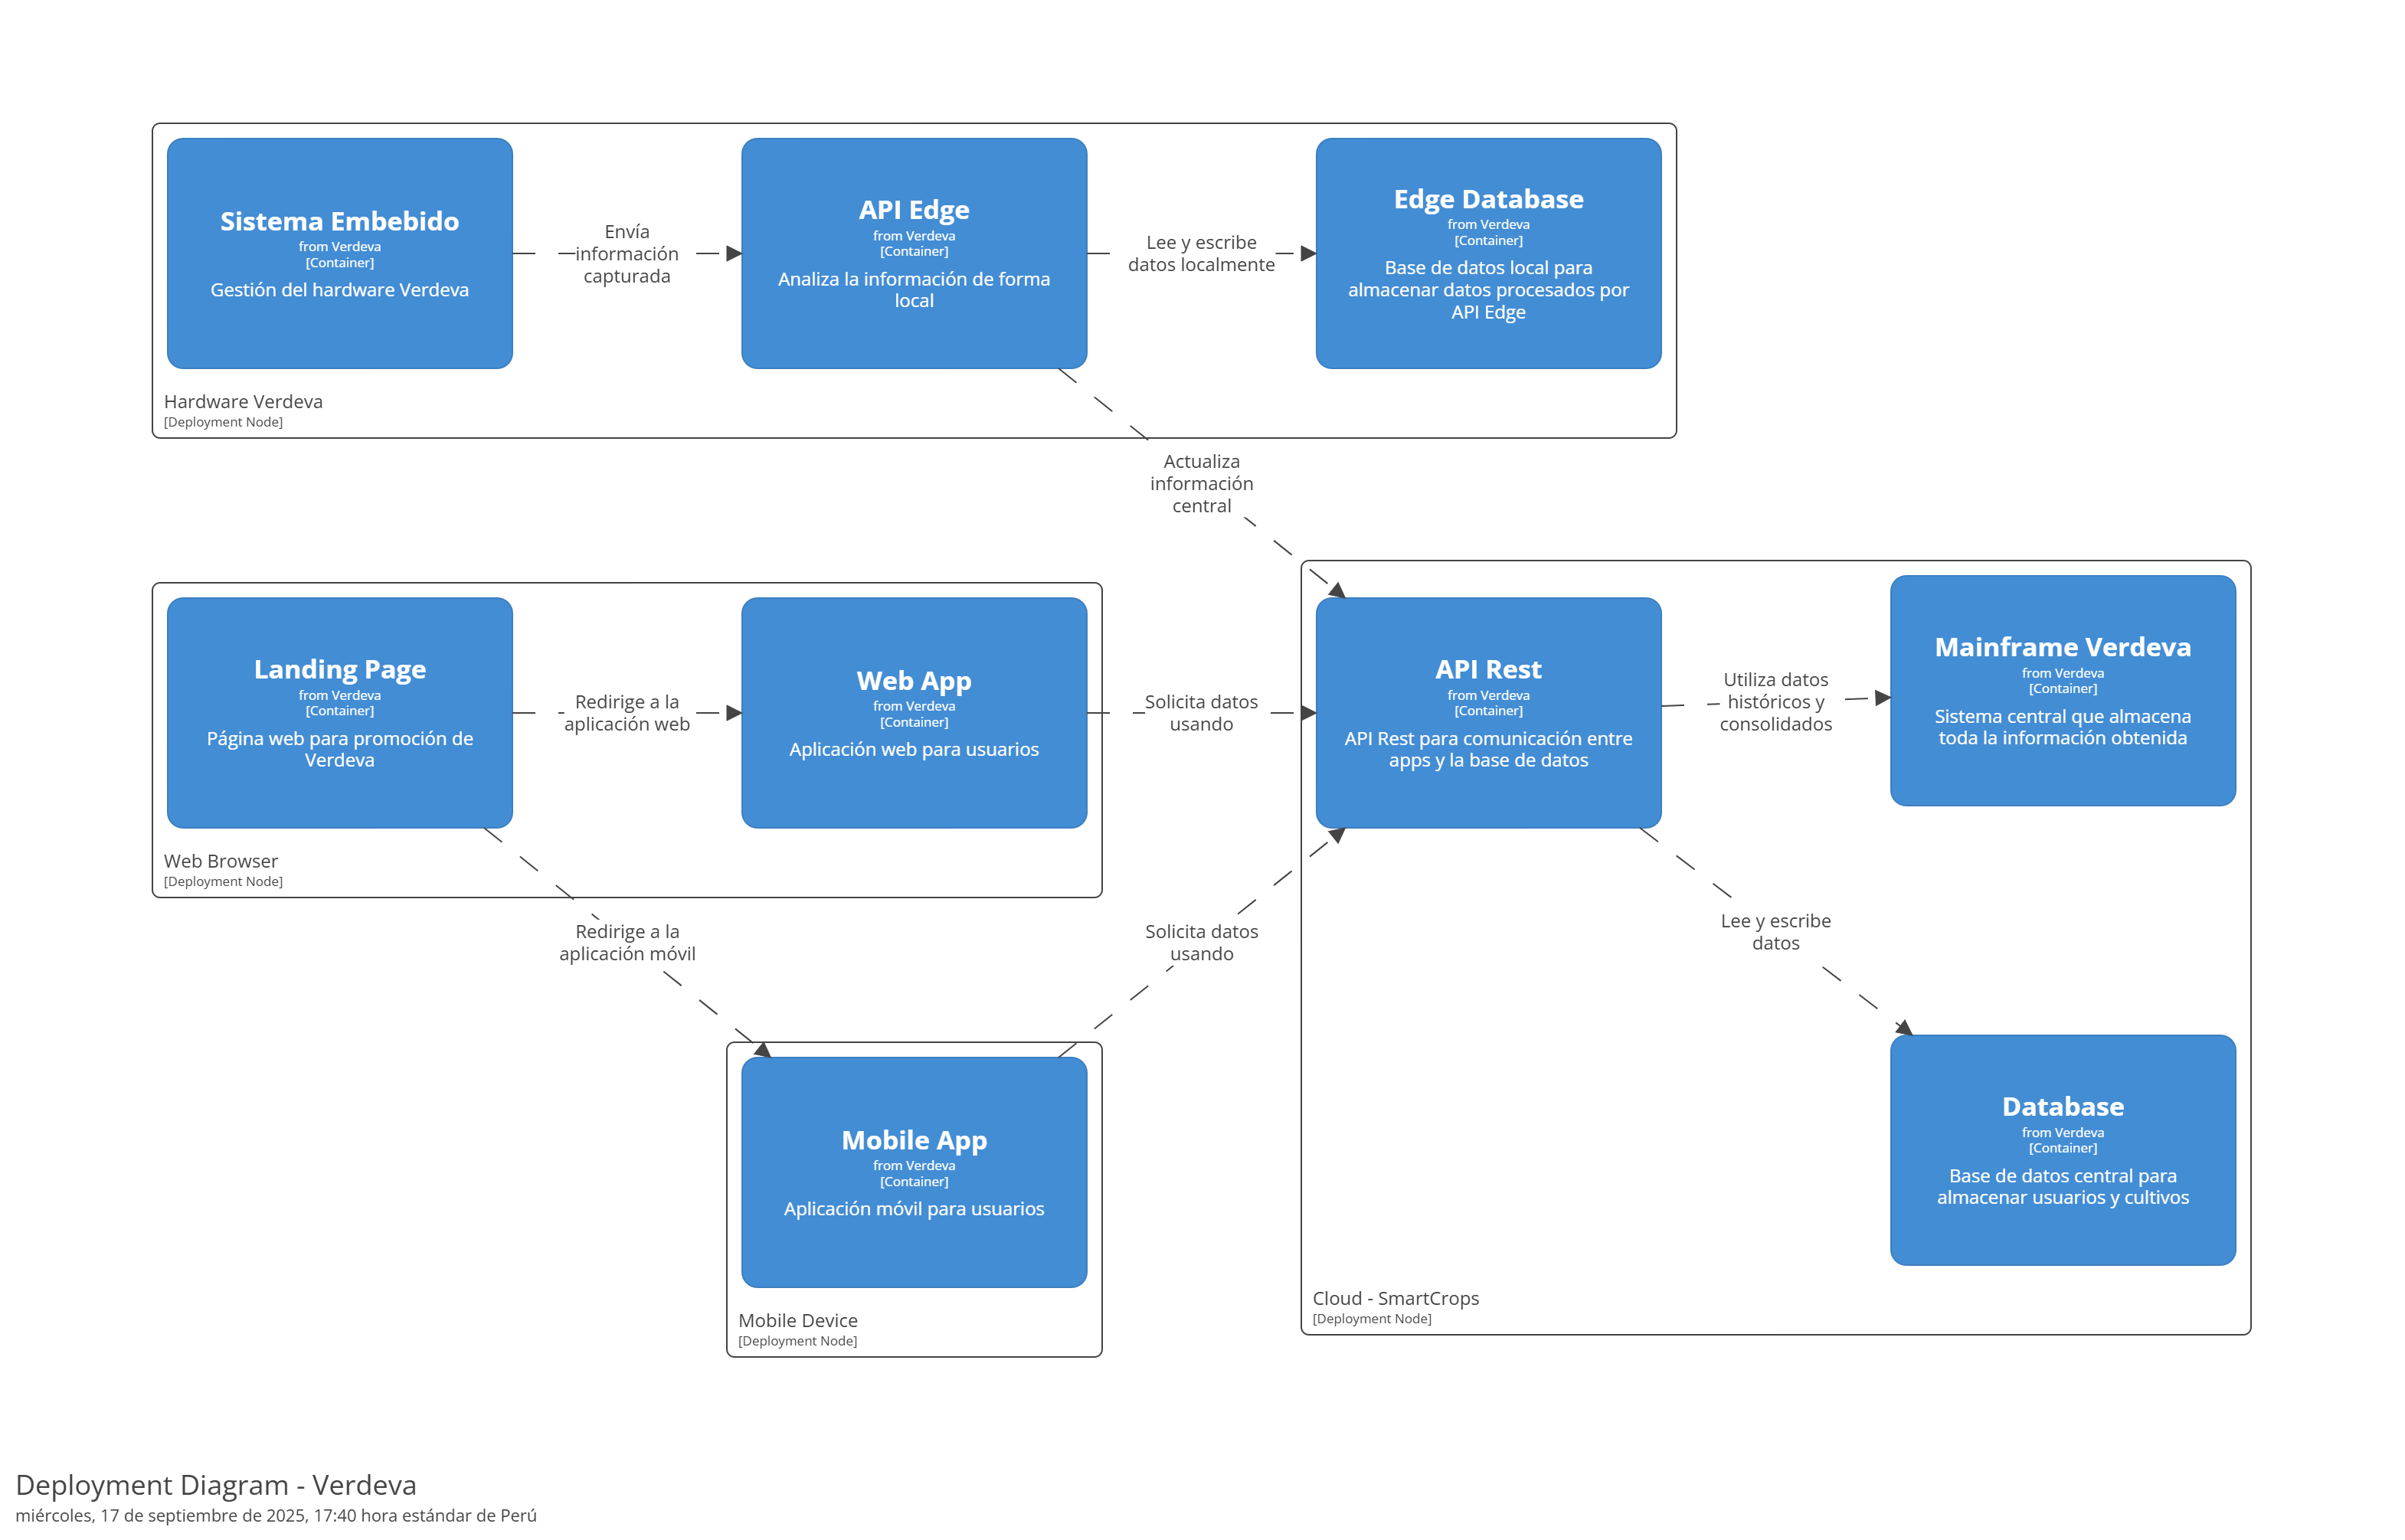 Sistema Embebido
from Verdeva
[Container]
Gestión del hardware Verdeva
Envía
información
capturada
API Edge
from Verdeva
[Container]
Analiza la información de forma
local
Lee y escribe
datos localmente
Edge Database
from Verdeva
[Container]
Base de datos local para
almacenar datos procesados por
API Edge
Hardware Verdeva
[Deployment Node]
Actualiza
información
central
Landing Page
from Verdeva
[Container]
Página web para promoción de
Verdeva
Redirige a la
aplicación web
Web App
from Verdeva
[Container]
Aplicación web para usuarios
Web Browser
[Deployment Node]
Solicita datos
usando
API Rest
from Verdeva
[Container]
API Rest para comunicación entre
apps y la base de datos
Utiliza datos
históricos y
consolidados
Mainframe Verdeva
from Verdeva
[Container]
Sistema central que almacena
toda la información obtenida
Redirige a la
aplicación móvil
Solicita datos
usando
Lee y escribe
datos
Mobile App
from Verdeva
[Container]
Aplicación móvil para usuarios
Mobile Device
[Deployment Node]
Database
from Verdeva
[Container]
Base de datos central para
almacenar usuarios y cultivos
Cloud - SmartCrops
[Deployment Node]
Deployment Diagram - Verdeva
miércoles, 17 de septiembre de 2025, 17:40 hora estándar de Perú